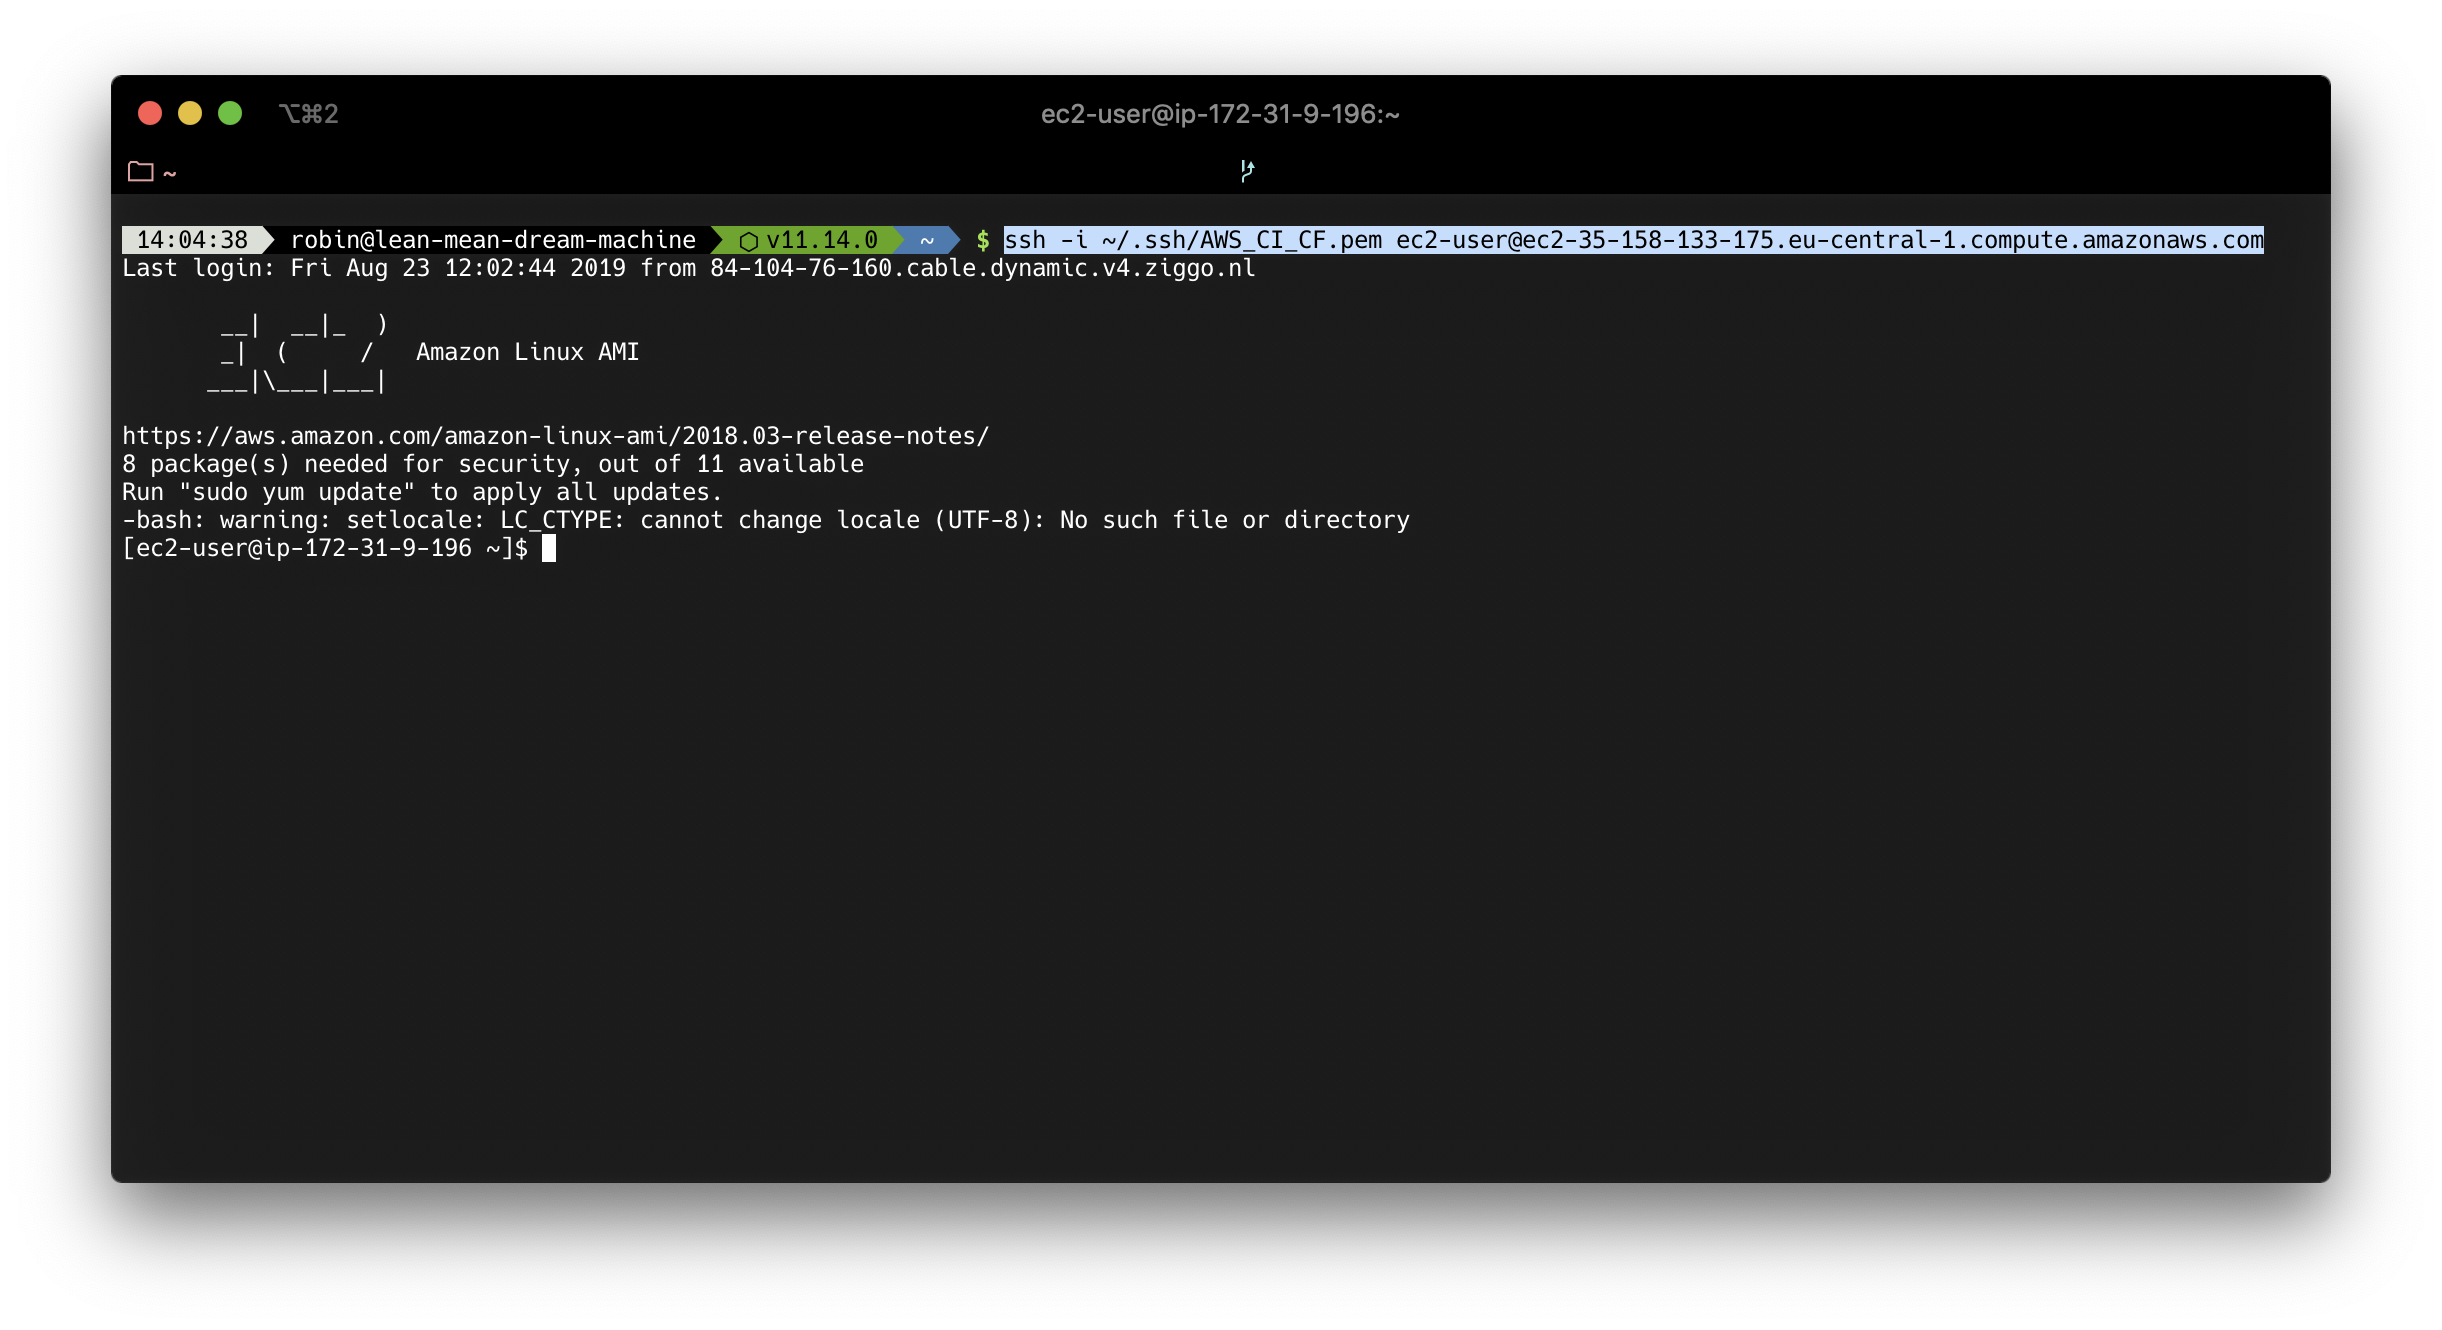 ⌥⌘2 ec2-user@ip-172-31-9-196:~
~
14:04:38 robin@lean-mean-dream-machine ⬡ v11.14.0 ~ $ ssh -i ~/.ssh/AWS_CI_CF.pem ec2-user@ec2-35-158-133-175.eu-central-1.compute.amazonaws.com
Last login: Fri Aug 23 12:02:44 2019 from 84-104-76-160.cable.dynamic.v4.ziggo.nl

       __|  __|_  )
       _|  (     /   Amazon Linux AMI
      ___|\___|___|

https://aws.amazon.com/amazon-linux-ami/2018.03-release-notes/
8 package(s) needed for security, out of 11 available
Run "sudo yum update" to apply all updates.
-bash: warning: setlocale: LC_CTYPE: cannot change locale (UTF-8): No such file or directory
[ec2-user@ip-172-31-9-196 ~]$